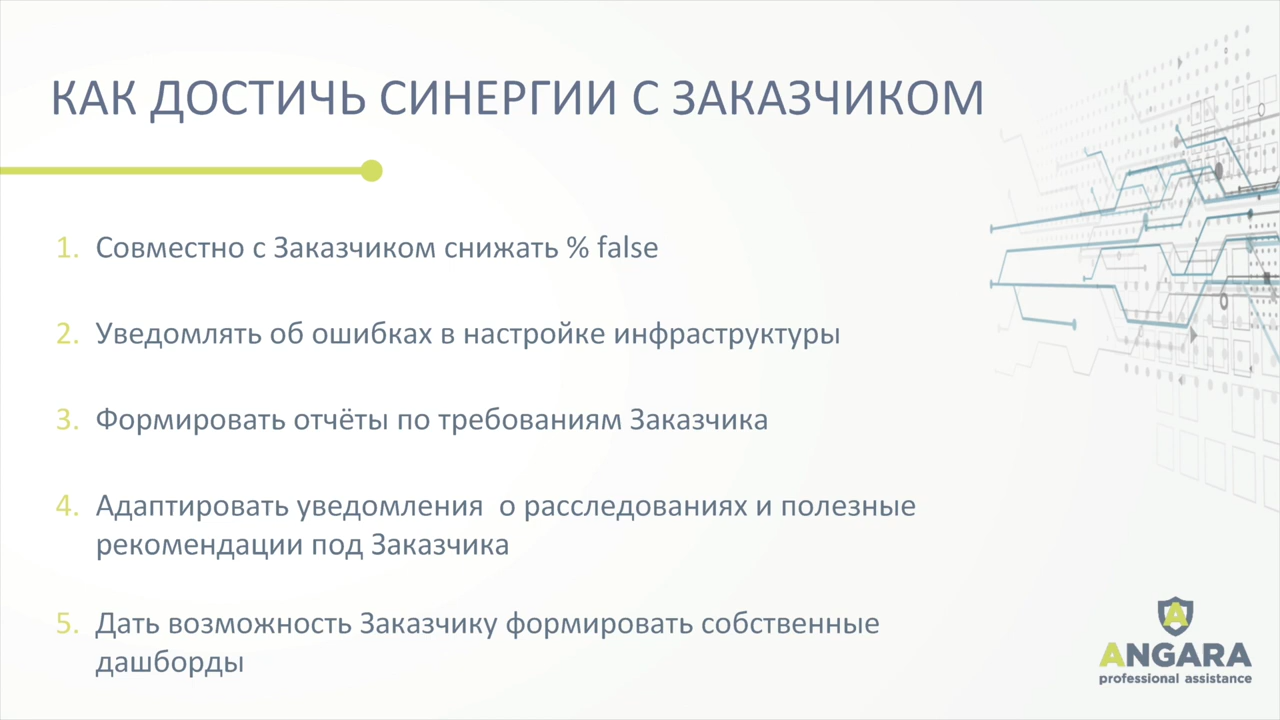 КАК ДОСТИЧЬ СИНЕРГИИ С ЗАКАЗЧИКОМ
1. Совместно с Заказчиком снижать % false
2. Уведомлять об ошибках в настройке инфраструктуры
3. Формировать отчёты по требованиям Заказчика
4. Адаптировать уведомления о расследованиях и полезные
рекомендации под Заказчика
5. Дать возможность Заказчику формировать собственные
дашборды
ANGARA
professional assistance